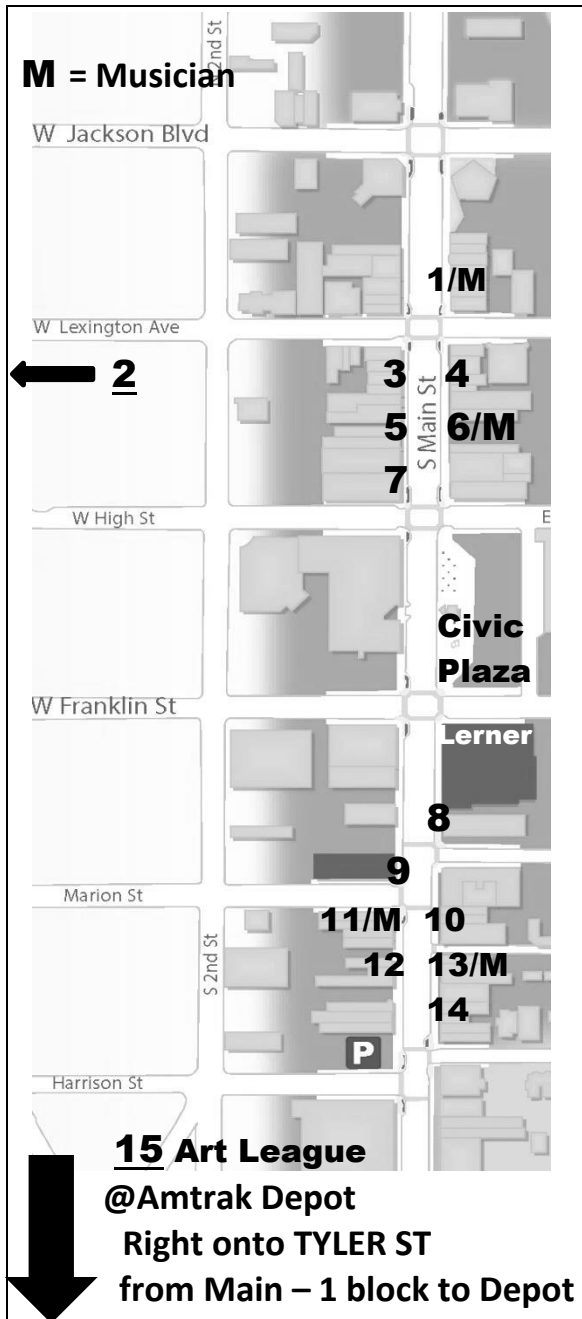 N 2nd St
M = Musician
W Jackson Blvd
1/M
W Lexington Ave
2
3
4
S Main St
5
6/M
7
W High St
E
Civic
Plaza
W Franklin St
Lerner
8
9
Marion St
11/M
10
S 2nd St
12
13/M
14
P
Harrison St
15 Art League
@Amtrak Depot
Right onto TYLER ST
from Main – 1 block to Depot